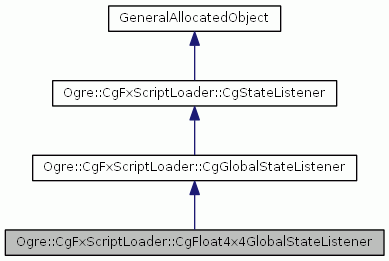 GeneralAllocatedObject
Ogre::CgFxScriptLoader::CgStateListener
Ogre::CgFxScriptLoader::CgGlobalStateListener
Ogre::CgFxScriptLoader::CgFloat4x4GlobalStateListener